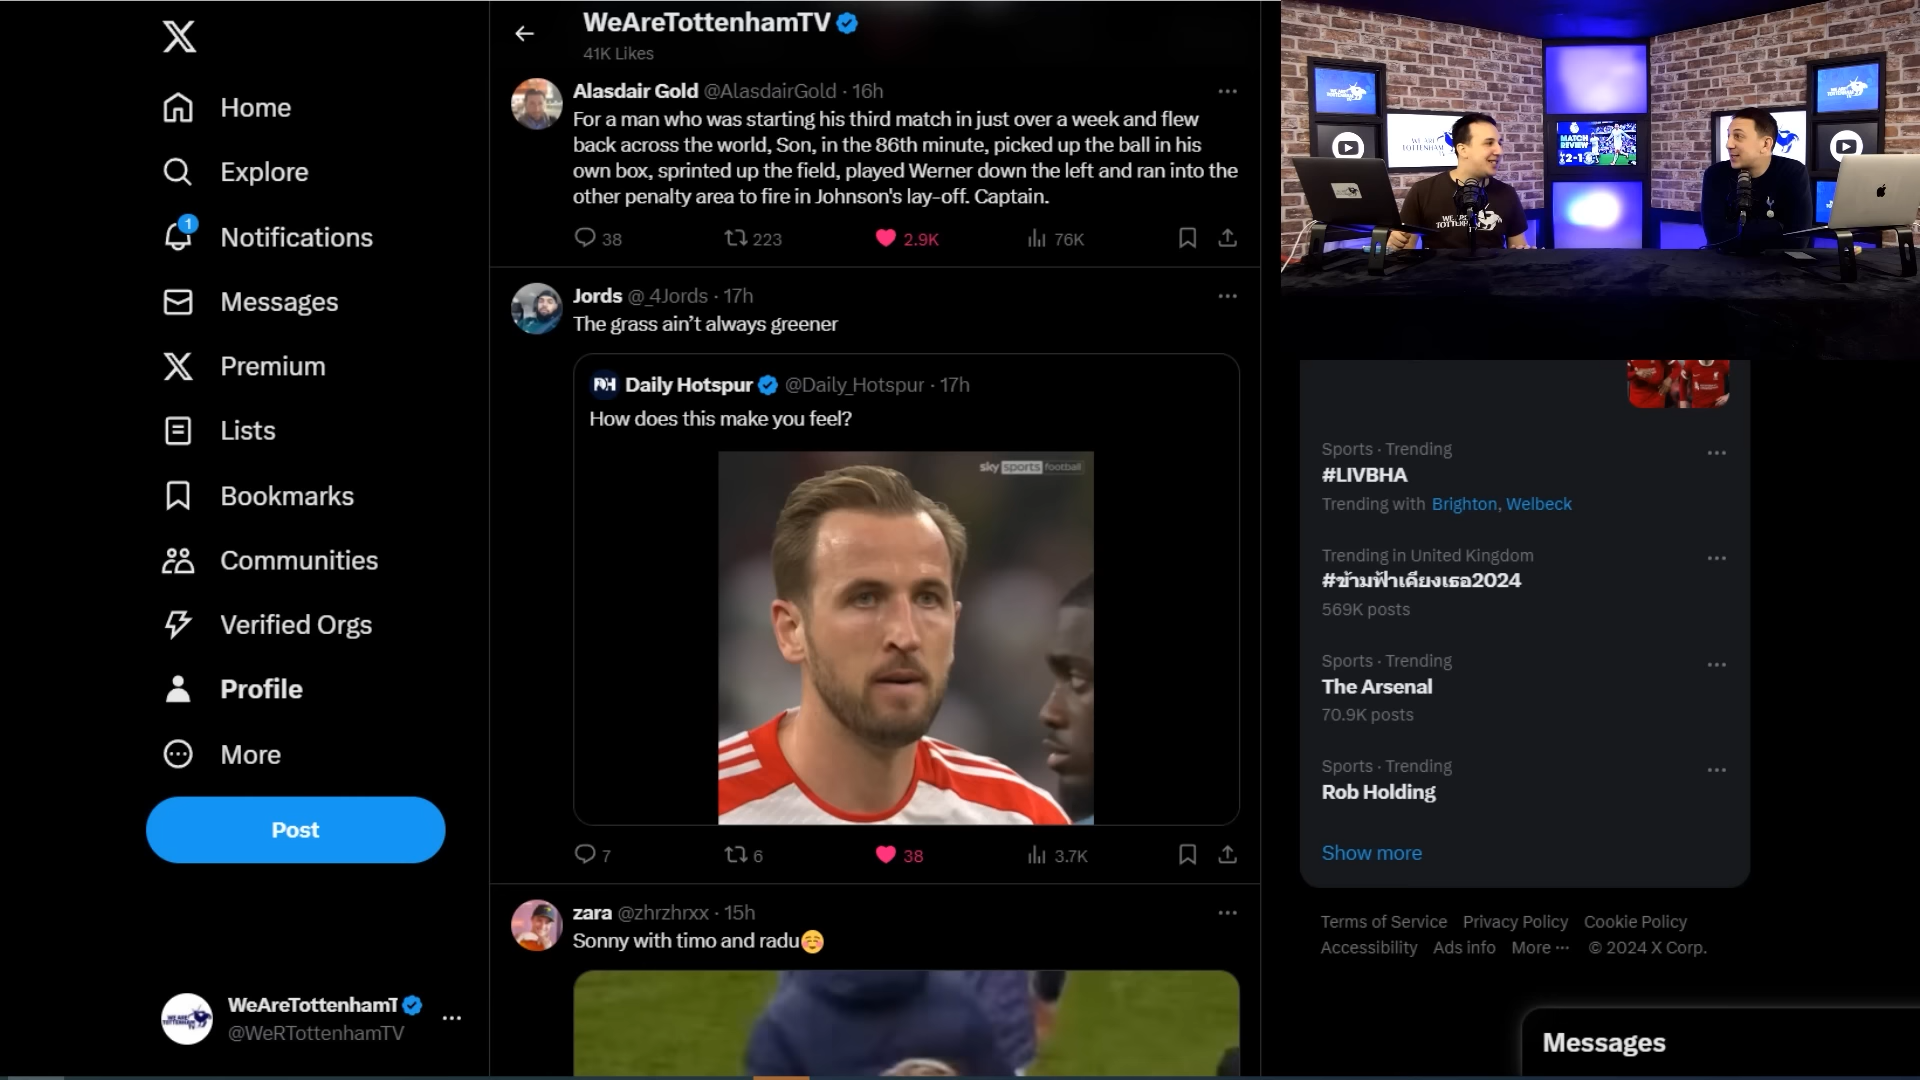 Home
Explore
1
Notifications
Messages
Premium
Lists
Bookmarks
Communities
Verified Orgs
Profile
More
Post
WeAreTottenhamT
@WeRTottenhamTV
WeAreTottenhamTV
41K Likes
Alasdair Gold @AlasdairGold · 16h
For a man who was starting his third match in just over a week and flew
back across the world, Son, in the 86th minute, picked up the ball in his
own box, sprinted up the field, played Werner down the left and ran into the
other penalty area to fire in Johnson's lay-off. Captain.
38 223 2.9K 76K
Jords @_4Jords · 17h
The grass ain’t always greener
DH Daily Hotspur @Daily_Hotspur · 17h
How does this make you feel?
sky sports football
7 6 38 3.7K
zara @zhrzhrxx · 15h
Sonny with timo and radu☺️
MATCH
REVIEW
2-1
Sports · Trending
#LIVBHA
Trending with Brighton, Welbeck
Trending in United Kingdom
#ข้ามฟ้าเคียงเธอ2024
569K posts
Sports · Trending
The Arsenal
70.9K posts
Sports · Trending
Rob Holding
Show more
Terms of Service Privacy Policy Cookie Policy
Accessibility Ads info More ··· © 2024 X Corp.
Messages